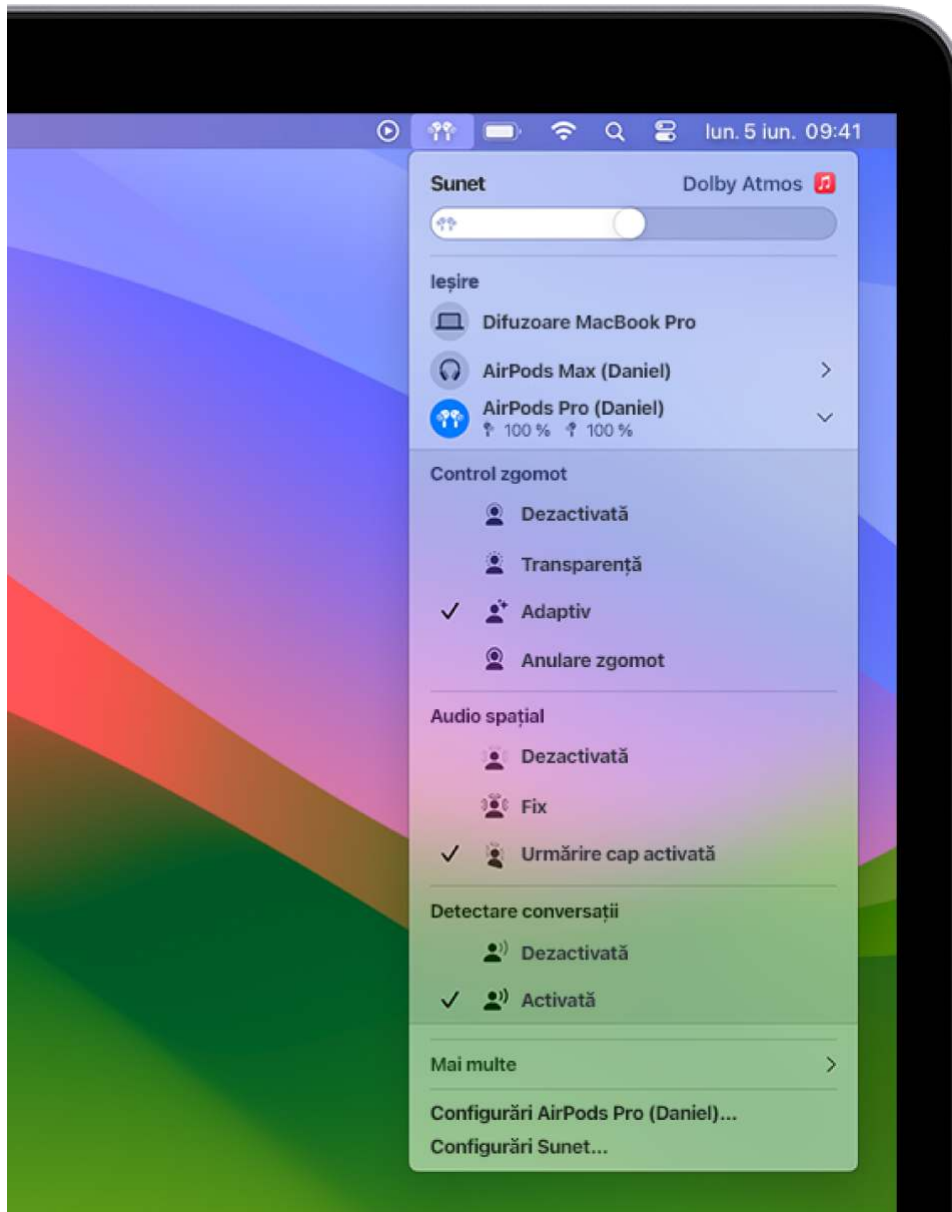 lun. 5 iun. 09:41
Sunet Dolby Atmos
Ieșire
Difuzoare MacBook Pro
AirPods Max (Daniel)
AirPods Pro (Daniel)
100 % 100 %
Control zgomot
Dezactivată
Transparență
Adaptiv
Anulare zgomot
Audio spațial
Dezactivată
Fix
Urmărire cap activată
Detectare conversații
Dezactivată
Activată
Mai multe
Configurări AirPods Pro (Daniel)...
Configurări Sunet...